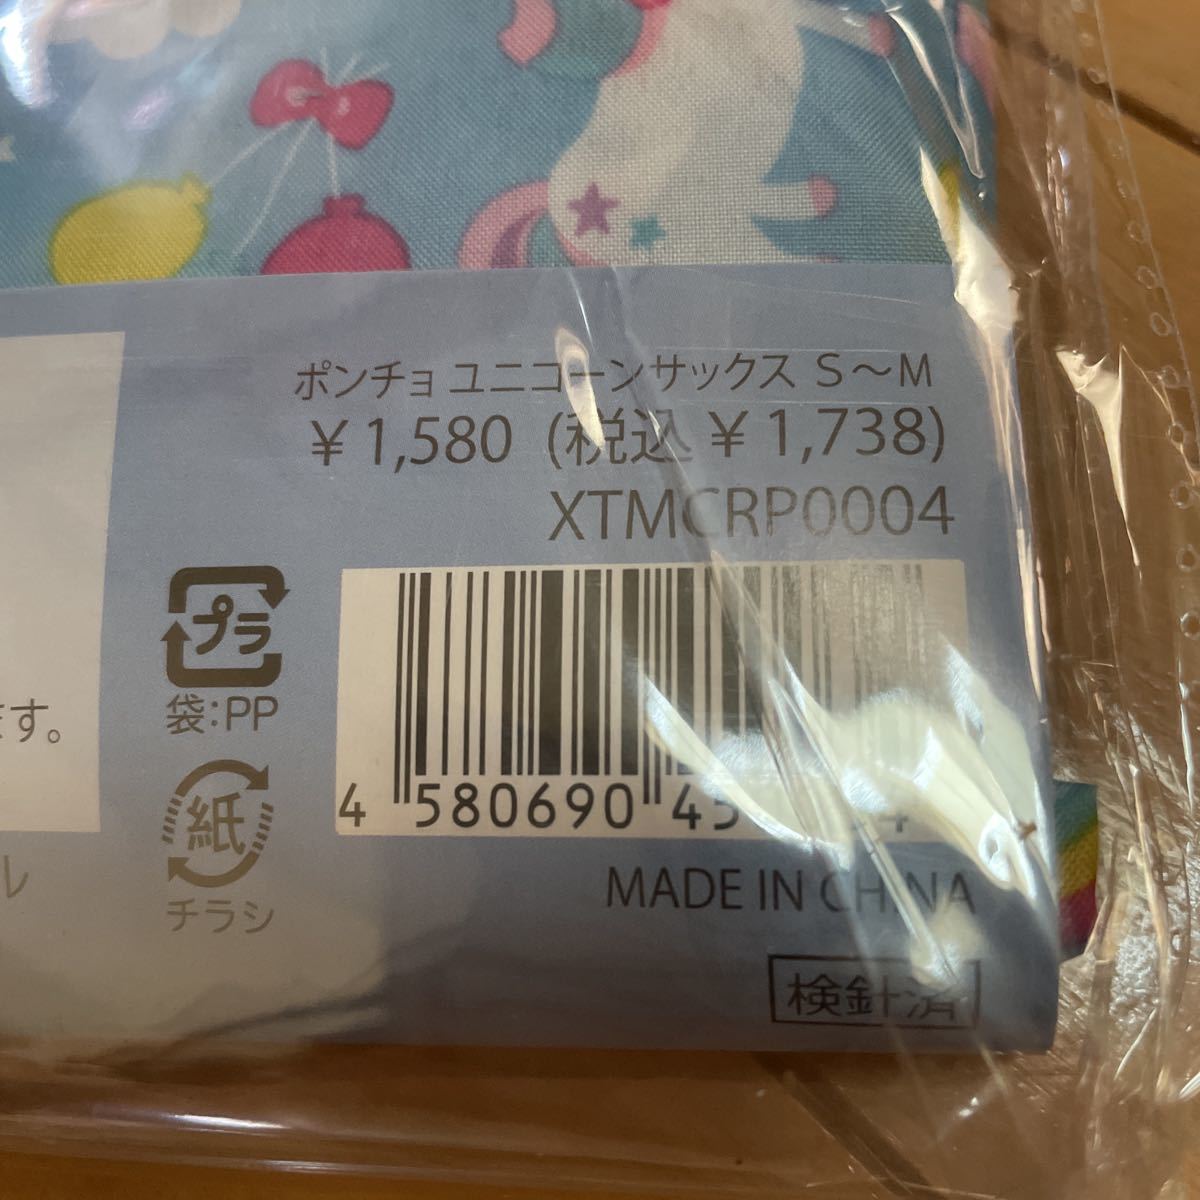 ポンチョ ユニコーンサックス S～M
￥1,580 (税込￥1,738)
XTMCRP0004
プラ
袋:PP
ます。
紙
チラシ
ル
4 580690 45
MADE IN CHINA
検針済